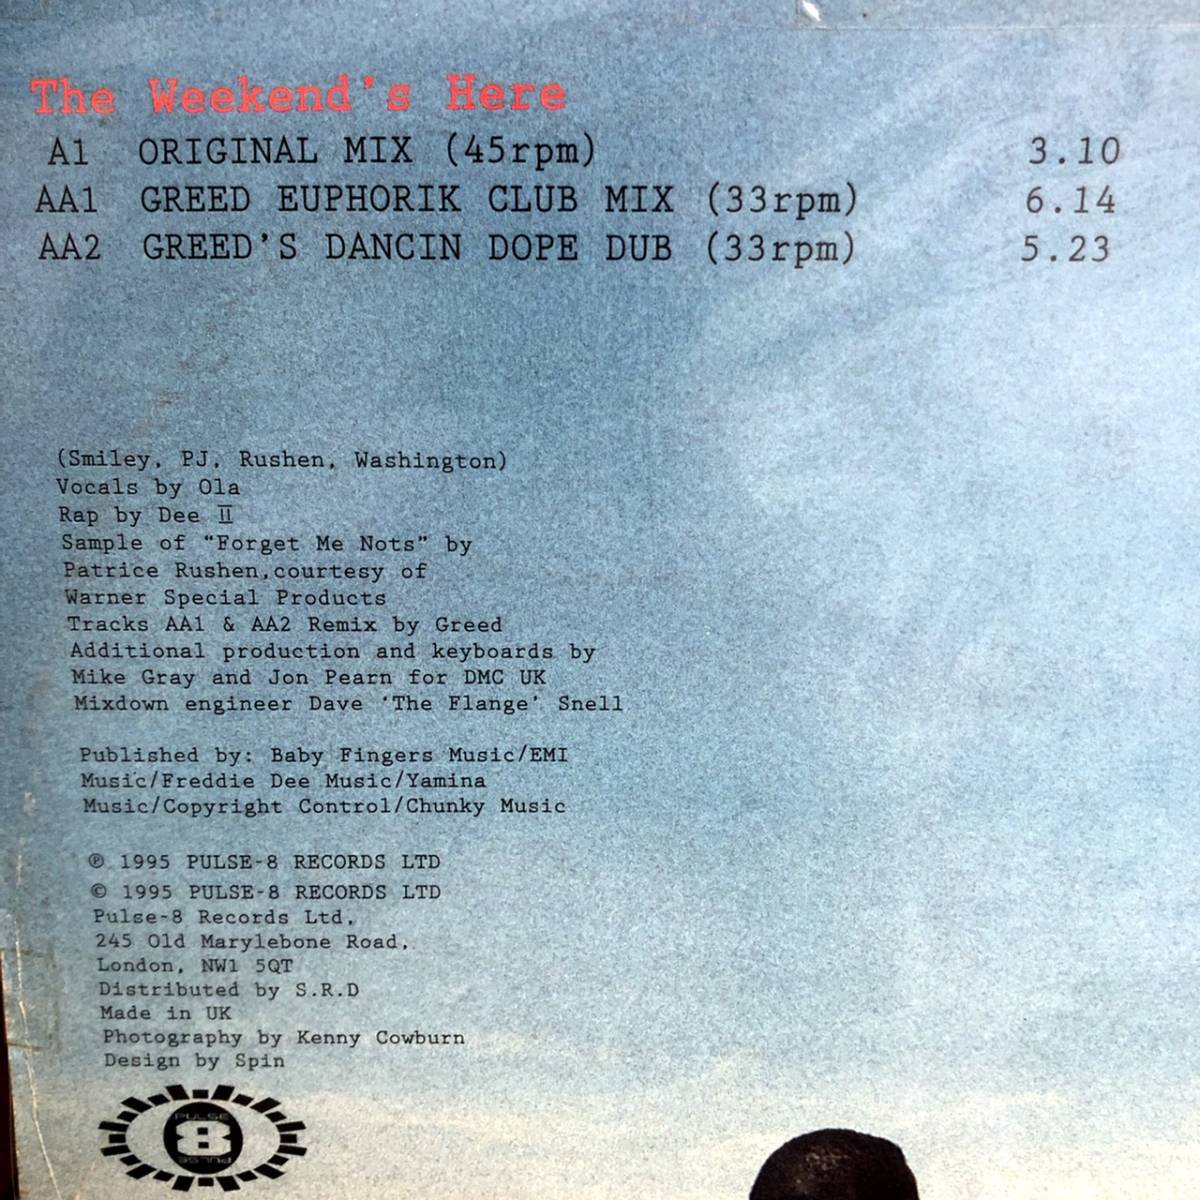 The Weekend's Here
A1 ORIGINAL MIX (45rpm) 3.10
AA1 GREED EUPHORIK CLUB MIX (33rpm) 6.14
AA2 GREED'S DANCIN DOPE DUB (33rpm) 5.23
(Smiley, PJ, Rushen, Washington)
Vocals by Ola
Rap by Dee II
Sample of "Forget Me Nots" by
Patrice Rushen, courtesy of
Warner Special Products
Tracks AA1 & AA2 Remix by Greed
Additional production and keyboards by
Mike Gray and Jon Pearn for DMC UK
Mixdown engineer Dave 'The Flange' Snell
Published by: Baby Fingers Music/EMI
Music/Freddie Dee Music/Yamina
Music/Copyright Control/Chunky Music
℗ 1995 PULSE-8 RECORDS LTD
© 1995 PULSE-8 RECORDS LTD
Pulse-8 Records Ltd,
245 Old Marylebone Road,
London, NW1 5QT
Distributed by S.R.D
Made in UK
Photography by Kenny Cowburn
Design by Spin
PULSE
8
PULSE